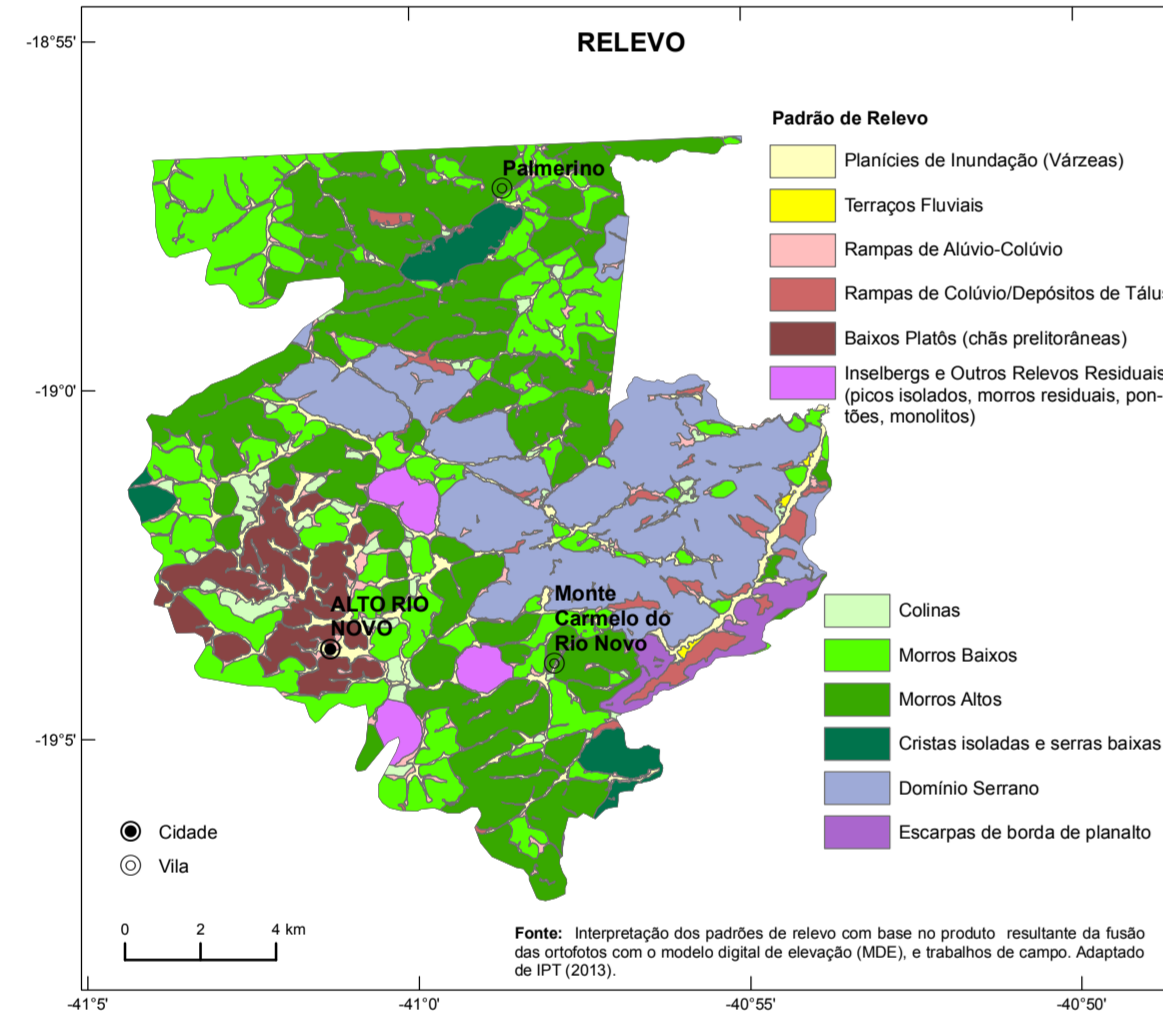 RELEVO
-18°55'
-19°0'
-19°5'
Palmerino
ALTO RIO
NOVO
Monte
Carmelo do
Rio Novo
Padrão de Relevo
Planícies de Inundação (Várzeas)
Terraços Fluviais
Rampas de Alúvio-Colúvio
Rampas de Colúvio/Depósitos de Tálus
Baixos Platôs (chãs prelitorâneas)
Inselbergs e Outros Relevos Residuais
(picos isolados, morros residuais, pon-
tões, monolitos)
Colinas
Morros Baixos
Morros Altos
Cristas isoladas e serras baixas
Domínio Serrano
Escarpas de borda de planalto
Cidade
Vila
0 2 4 km
Fonte: Interpretação dos padrões de relevo com base no produto resultante da fusão
das ortofotos com o modelo digital de elevação (MDE), e trabalhos de campo. Adaptado
de IPT (2013).
-41°5' -41°0' -40°55' -40°50'